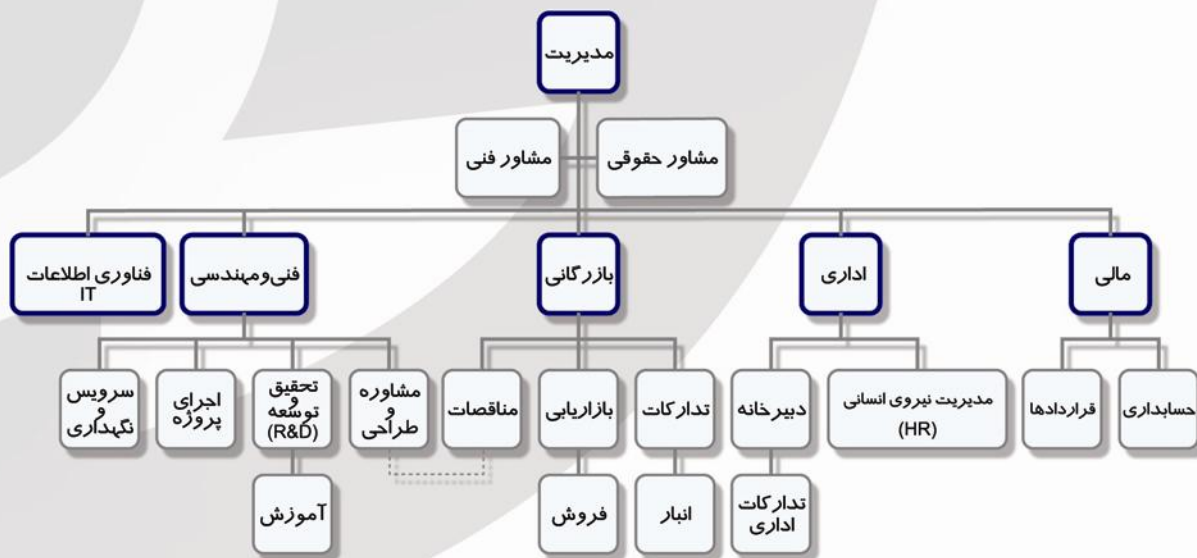 مدیریت
مشاور حقوقی
مشاور فنی
مالی
اداری
بازرگانی
فنی‌ومهندسی
فناوری اطلاعات
IT
حسابداری
قراردادها
مدیریت نیروی انسانی
(HR)
دبیرخانه
تدارکات
بازاریابی
مناقصات
مشاوره
و
طراحی
تحقیق
و
توسعه
(R&D)
اجرای
پروژه
سرویس
و
نگهداری
تدارکات
اداری
انبار
فروش
آموزش